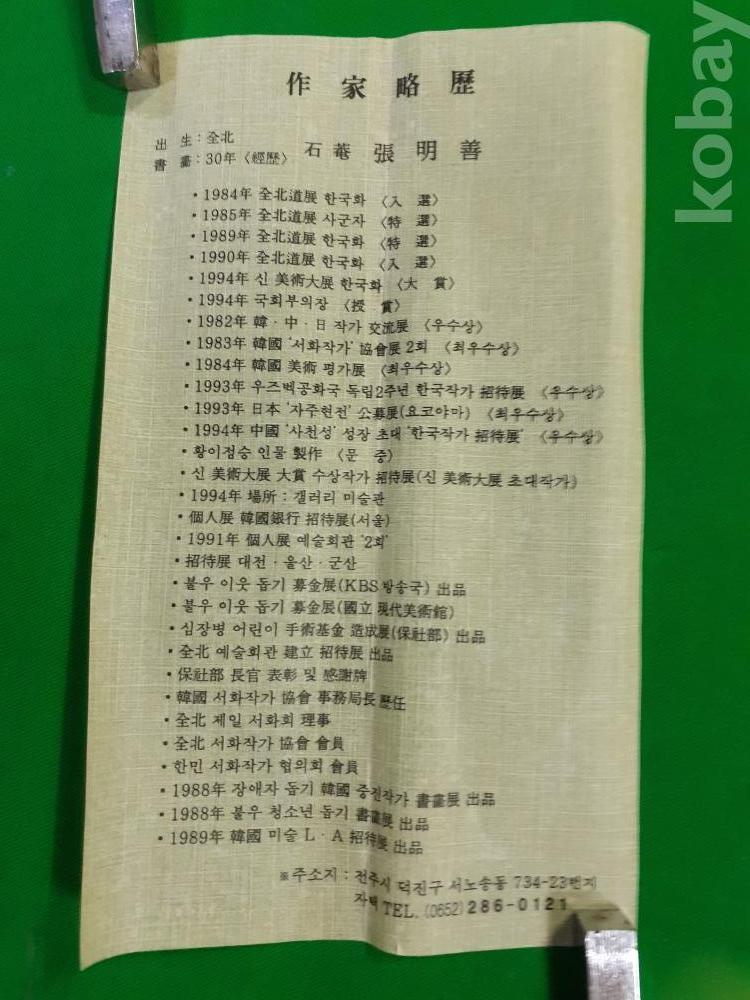 作家略歷
出生 : 全北
書畵 : 30年〈經歷〉 石菴 張明善
• 1984年 全北道展 한국화 〈入 選〉
• 1985年 全北道展 사군자 〈特 選〉
• 1989年 全北道展 한국화 〈特 選〉
• 1990年 全北道展 한국화 〈入 選〉
• 1994年 신 美術大展 한국화 〈大 賞〉
• 1994年 국회부의장 〈授 賞〉
• 1982年 韓 · 中 · 日 작가 交流展 〈우수상〉
• 1983年 韓國 '서화작가' 協會展 2회 〈최우수상〉
• 1984年 韓國 美術 평가展 〈최우수상〉
• 1993年 우즈벡공화국 독립2주년 한국작가 招待展 〈우수상〉
• 1993年 日本 '자주현전' 公募展(요코야마) 〈최우수상〉
• 1994年 中國 '사천성' 성장 초대 '한국작가 招待展' 〈우수상〉
• 황이점승 인물 製作 〈문 중〉
• 신 美術大展 大賞 수상작가 招待展(신 美術大展 초대작가)
• 1994年 場所 : 갤러리 미술관
• 個人展 韓國銀行 招待展(서울)
• 1991年 個人展 예술회관 '2회'
• 招待展 대전 · 울산 · 군산
• 불우 이웃 돕기 募金展(KBS 방송국) 出品
• 불우 이웃 돕기 募金展(國立 現代美術館)
• 심장병 어린이 手術基金 造成展(保社部) 出品
• 全北 예술회관 建立 招待展 出品
• 保社部 長官 表彰 및 感謝牌
• 韓國 서화작가 協會 事務局長 歷任
• 全北 제일 서화회 理事
• 全北 서화작가 協會 會員
• 한민 서화작가 협의회 會員
• 1988年 장애자 돕기 韓國 중진작가 書畵展 出品
• 1988年 불우 청소년 돕기 書畵展 出品
• 1989年 韓國 미술 L · A 招待展 出品
※주소지 : 전주시 덕진구 서노송동 734-23번지
자택 TEL. (0652) 286-0121
kobay